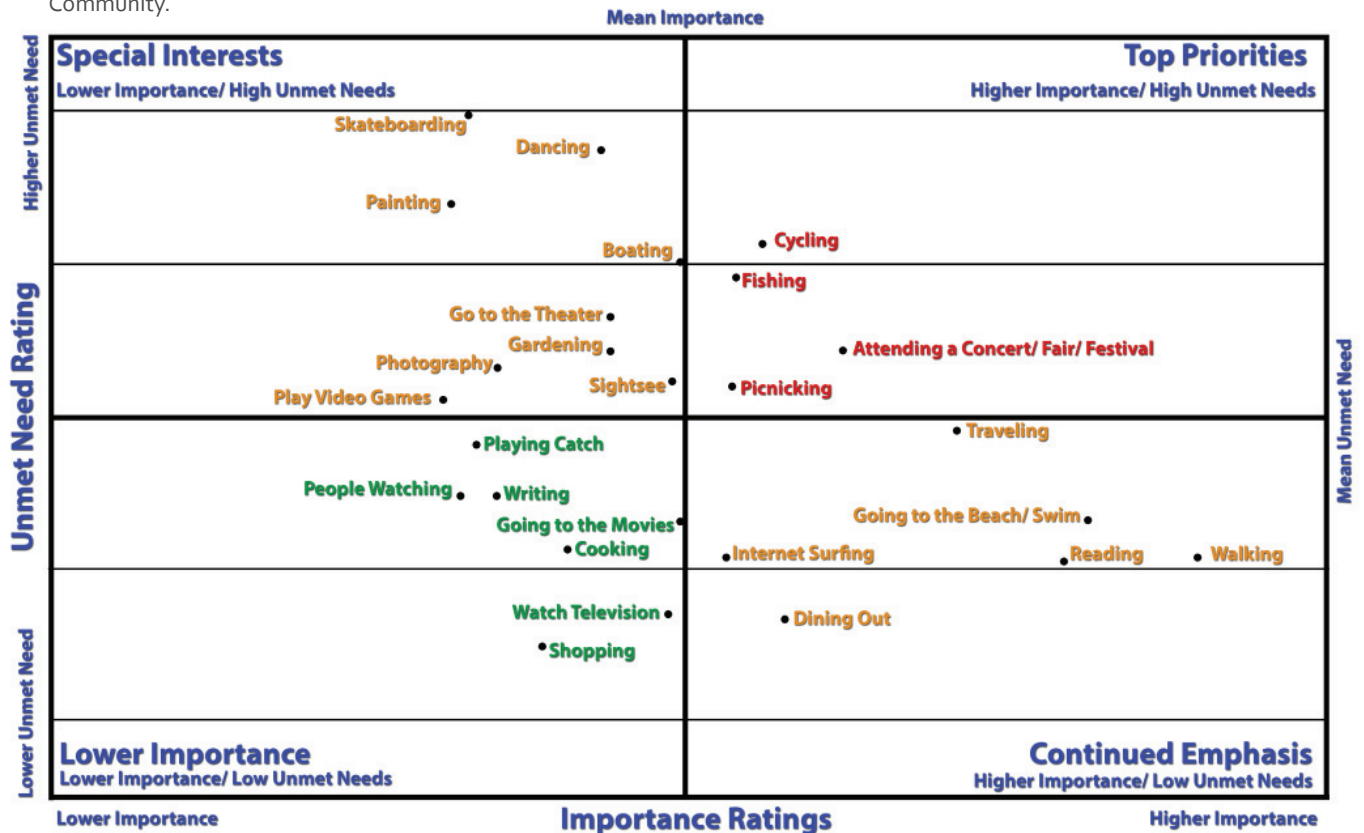 Community.
Mean Importance
Special Interests
Lower Importance/ High Unmet Needs
Top Priorities
Higher Importance/ High Unmet Needs
Higher Unmet Need
Skateboarding
Dancing
Painting
Boating
Cycling
Fishing
Go to the Theater
Gardening
Photography
Sightsee
Play Video Games
Attending a Concert/ Fair/ Festival
Picnicking
Unmet Need Rating
Mean Unmet Need
Playing Catch
People Watching
Writing
Going to the Movies
Cooking
Traveling
Going to the Beach/ Swim
Internet Surfing
Reading
Walking
Watch Television
Shopping
Dining Out
Lower Unmet Need
Lower Importance
Lower Importance/ Low Unmet Needs
Continued Emphasis
Higher Importance/ Low Unmet Needs
Lower Importance
Importance Ratings
Higher Importance